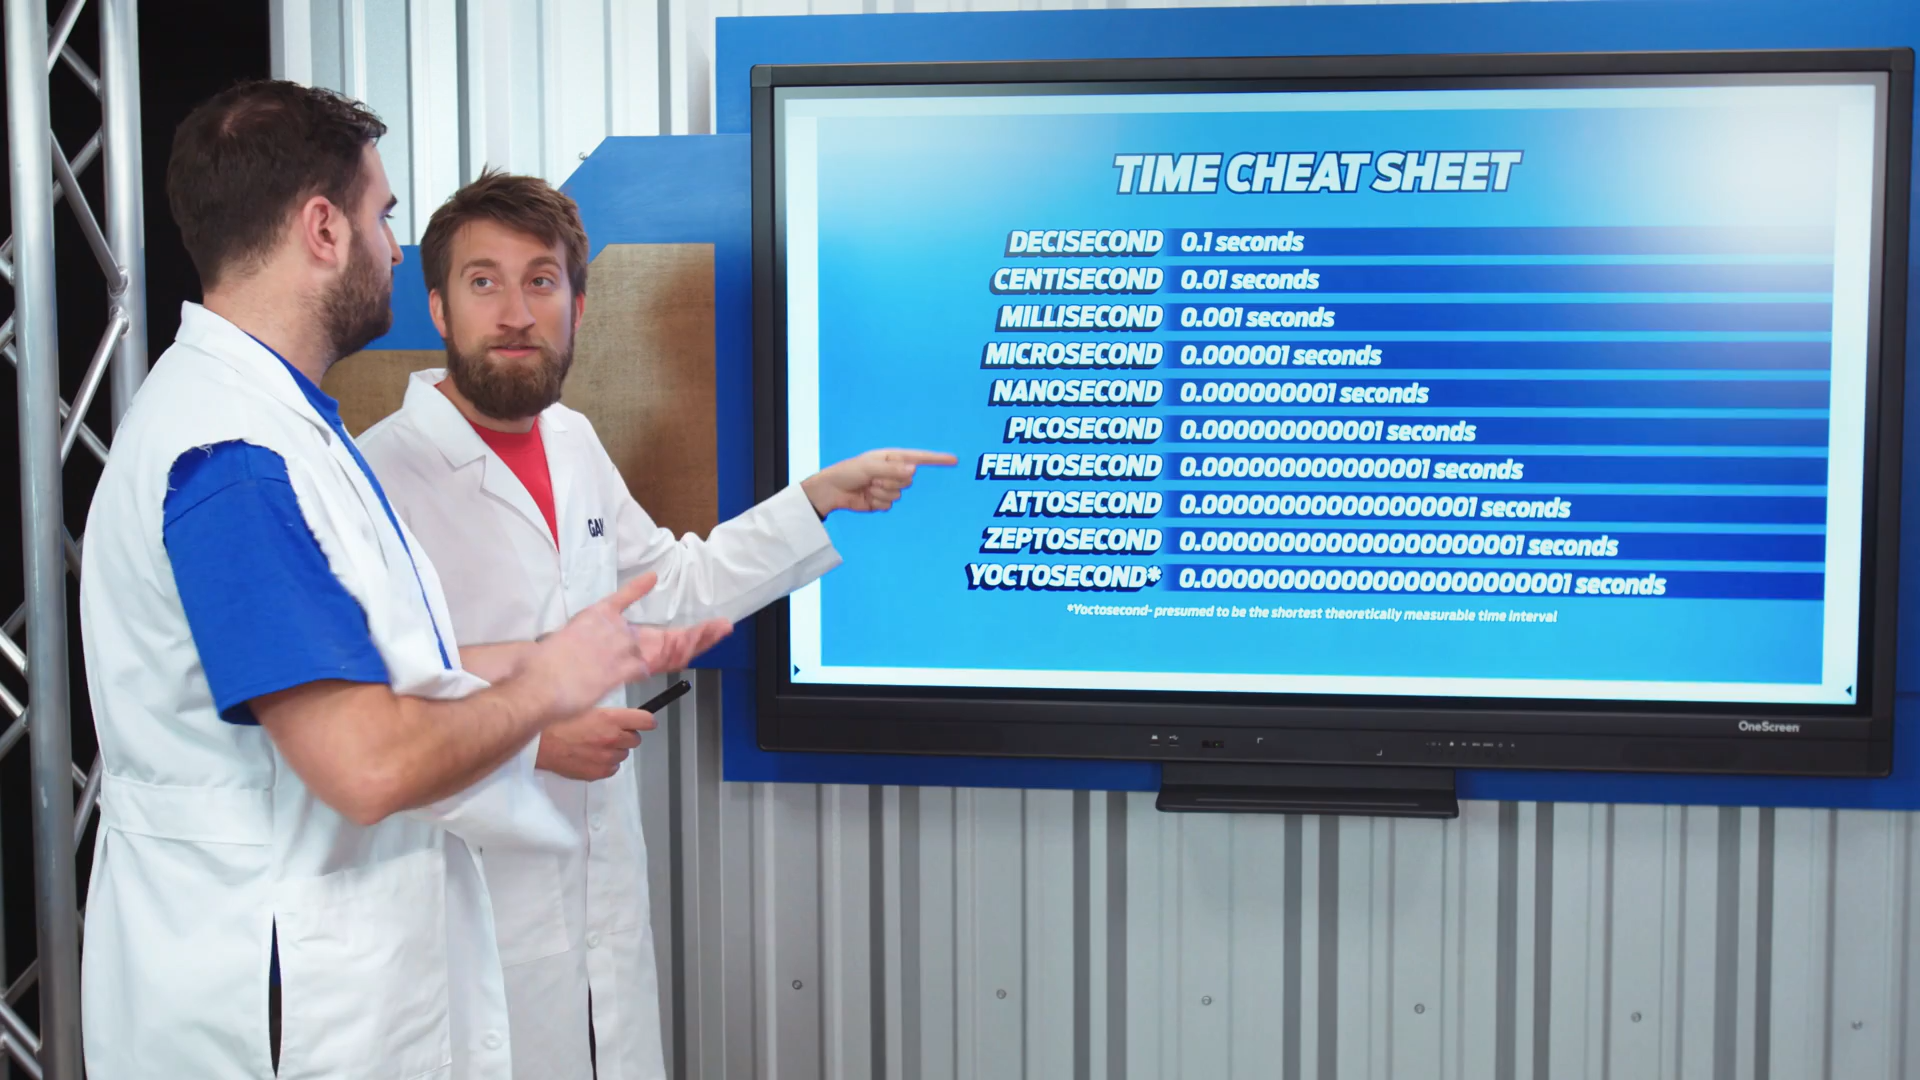 TIME CHEAT SHEET
DECISECOND 0.1 seconds
CENTISECOND 0.01 seconds
MILLISECOND 0.001 seconds
MICROSECOND 0.000001 seconds
NANOSECOND 0.000000001 seconds
PICOSECOND 0.000000000001 seconds
FEMTOSECOND 0.000000000000001 seconds
ATTOSECOND 0.000000000000000001 seconds
ZEPTOSECOND 0.000000000000000000001 seconds
YOCTOSECOND* 0.000000000000000000000001 seconds
*Yoctosecond- presumed to be the shortest theoretically measurable time interval
OneScreen